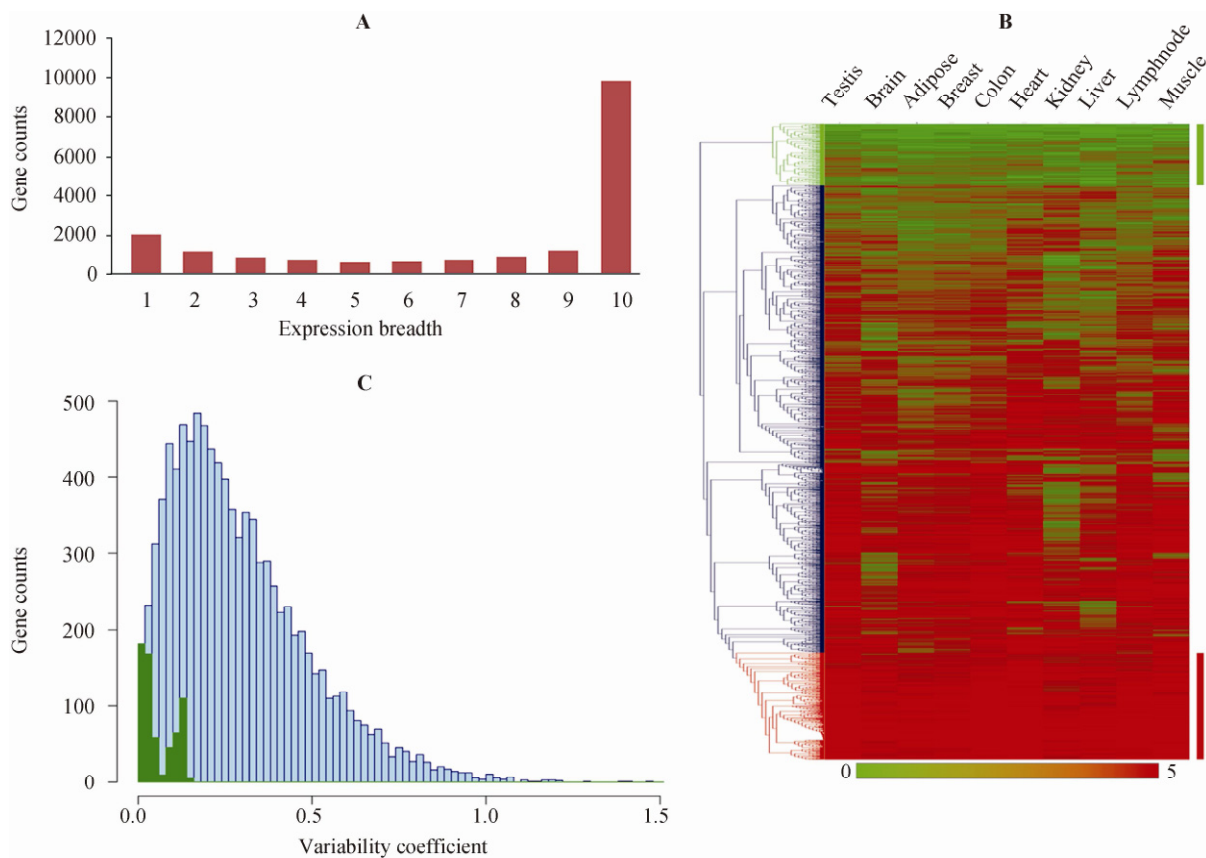 A
12000
10000
8000
6000
4000
2000
0
Gene counts
1 2 3 4 5 6 7 8 9 10
Expression breadth
B
Testis Brain Adipose Breast Colon Heart Kidney Liver Lymphnode Muscle
0 5
C
500
400
300
200
100
0
Gene counts
0.0 0.5 1.0 1.5
Variability coefficient